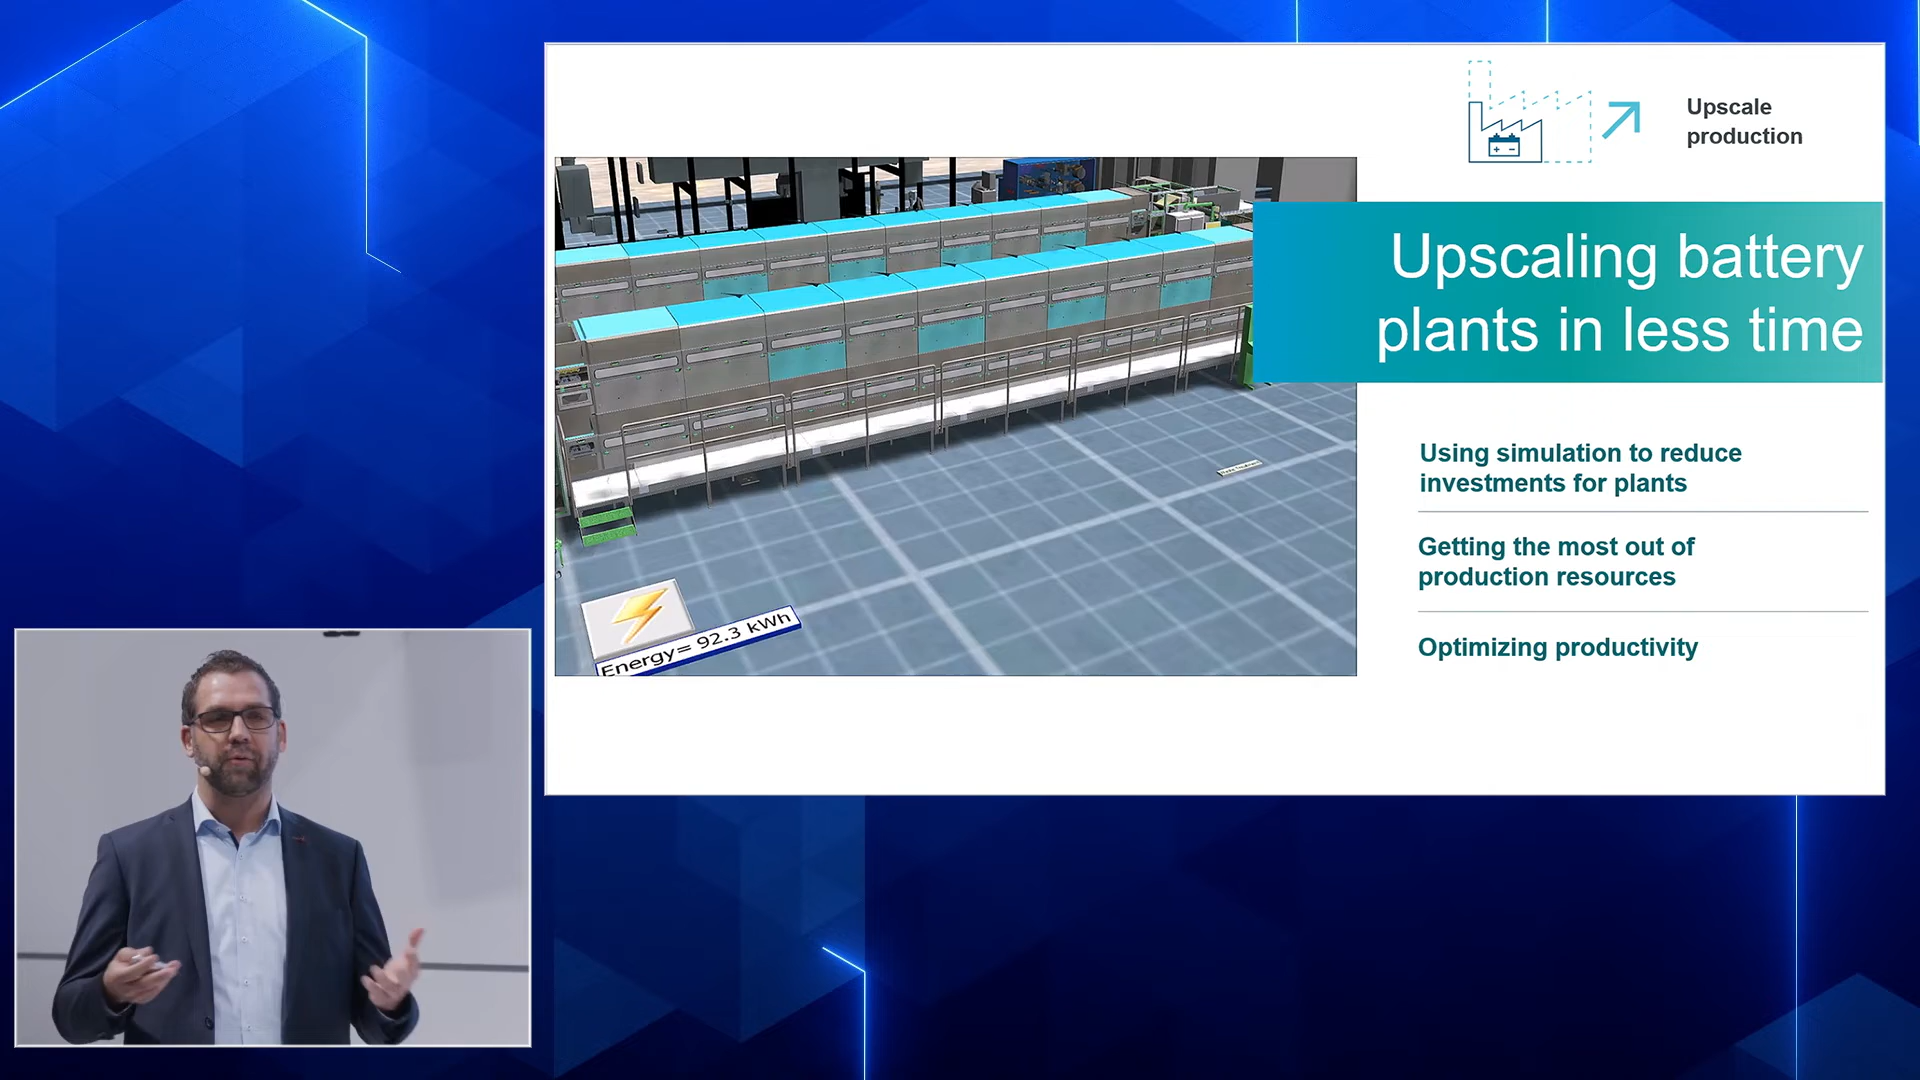 Upscale
production
Upscaling battery
plants in less time
Using simulation to reduce
investments for plants
Getting the most out of
production resources
Optimizing productivity
Energy= 92.3 kWh